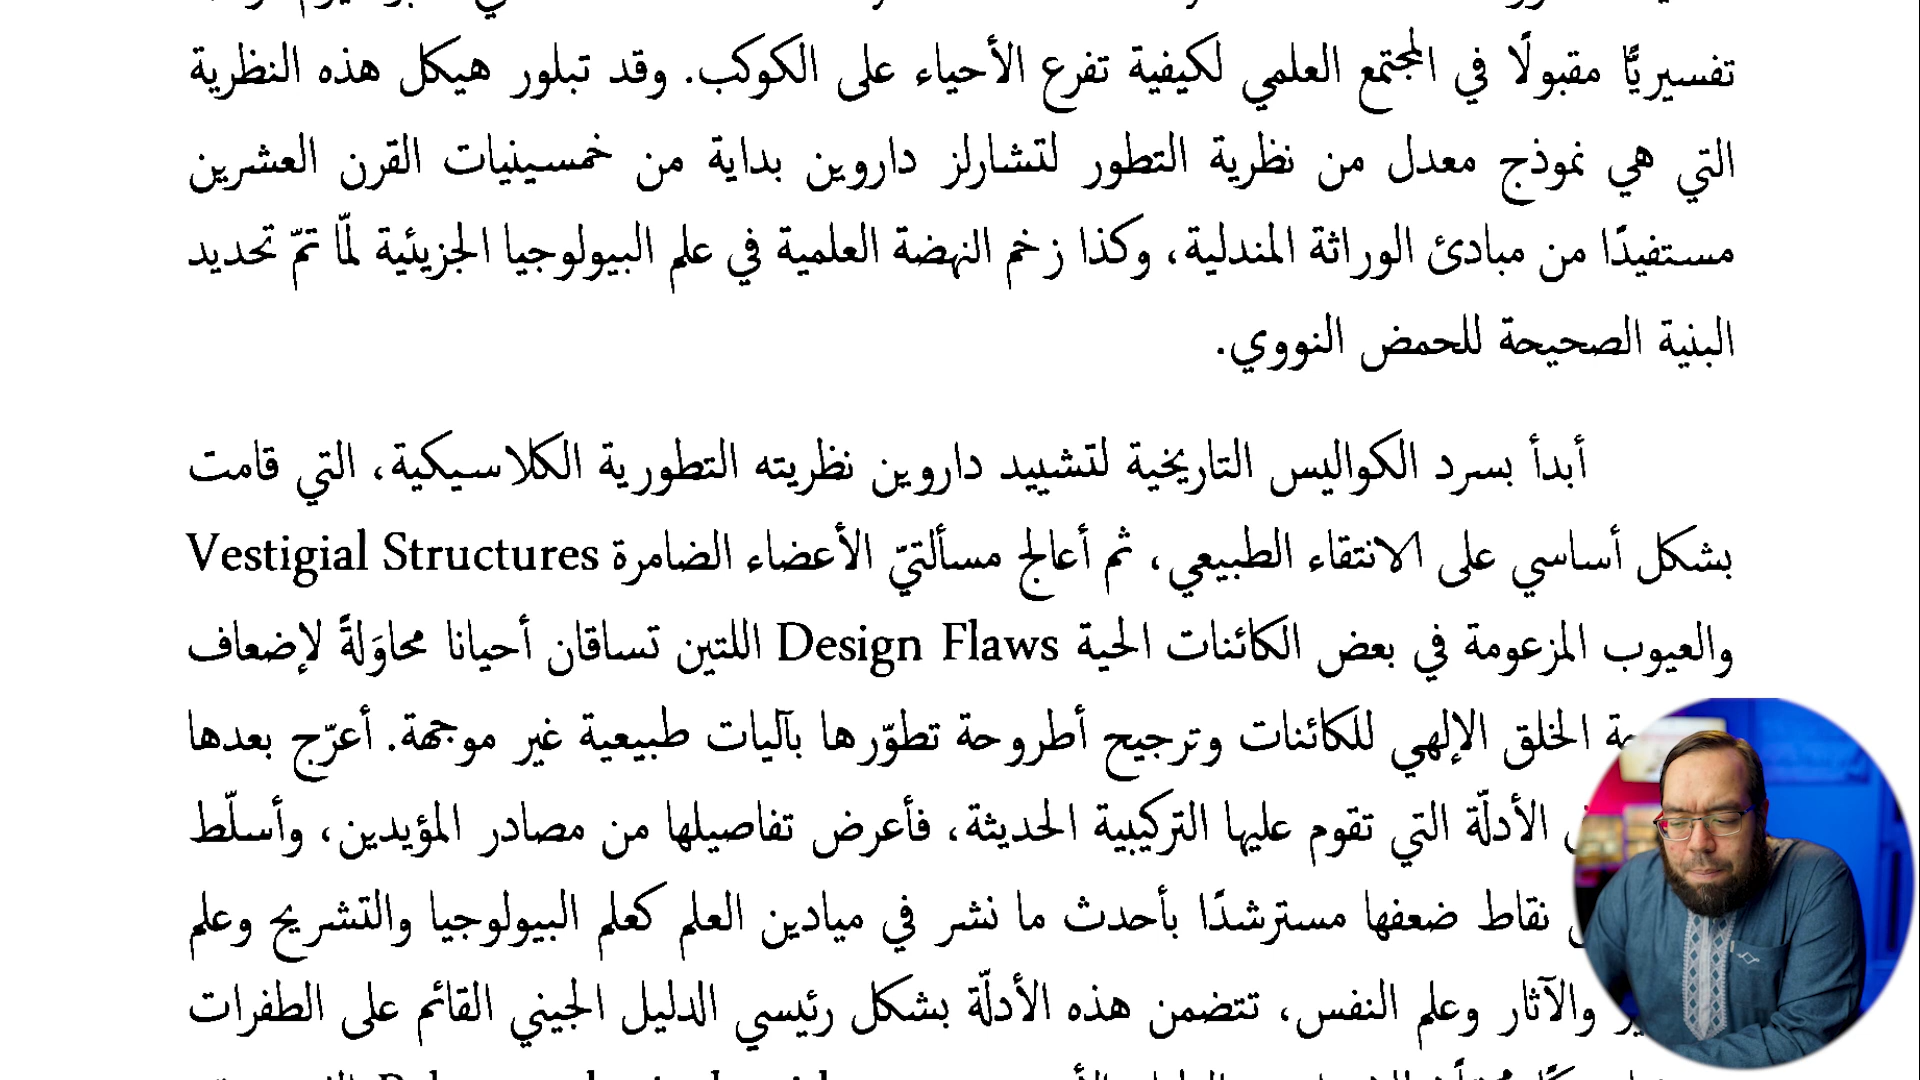 تفسيريًّا مقبولًا في المجتمع العلمي لكيفية تفرع الأحياء على الكوكب. وقد تبلور هيكل هذه النظرية
التي هي نموذج معدل من نظرية التطور لتشارلز داروين بداية من خمسينيات القرن العشرين
مستفيدًا من مبادئ الوراثة المندلية، وكذا زخم النهضة العلمية في علم البيولوجيا الجزيئية لمّا تمّ تحديد
البنية الصحيحة للحمض النووي.
أبدأ بسرد الكواليس التاريخية لتشييد داروين نظريته التطورية الكلاسيكية، التي قامت
بشكل أساسي على الانتقاء الطبيعي، ثم أعالج مسألتيّ الأعضاء الضامرة Vestigial Structures
والعيوب المزعومة في بعض الكائنات الحية Design Flaws اللتين تساقان أحيانا محاوَلةً لإضعاف
الخلق الإلهي للكائنات وترجيح أطروحة تطوّرها بآليات طبيعية غير موجهة. أعرّج بعدها
الأدلّة التي تقوم عليها التركيبية الحديثة، فأعرض تفاصيلها من مصادر المؤيدين، وأسلّط
نقاط ضعفها مسترشدًا بأحدث ما نشر في ميادين العلم كعلم البيولوجيا والتشريح وعلم
والآثار وعلم النفس، تتضمن هذه الأدلّة بشكل رئيسي الدليل الجيني القائم على الطفرات